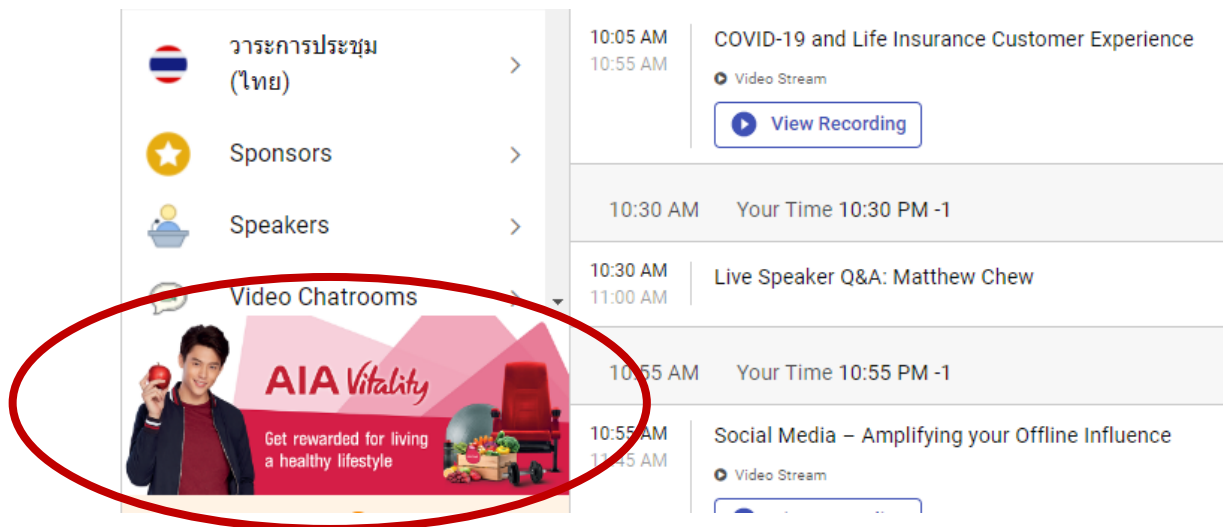 วาระการประชุม
(ไทย)
Sponsors
Speakers
Video Chatrooms
AIA Vitality
Get rewarded for living
a healthy lifestyle
10:05 AM
10:55 AM
COVID-19 and Life Insurance Customer Experience
Video Stream
View Recording
10:30 AM Your Time 10:30 PM -1
10:30 AM
11:00 AM
Live Speaker Q&A: Matthew Chew
10:55 AM Your Time 10:55 PM -1
10:55 AM
11:45 AM
Social Media – Amplifying your Offline Influence
Video Stream